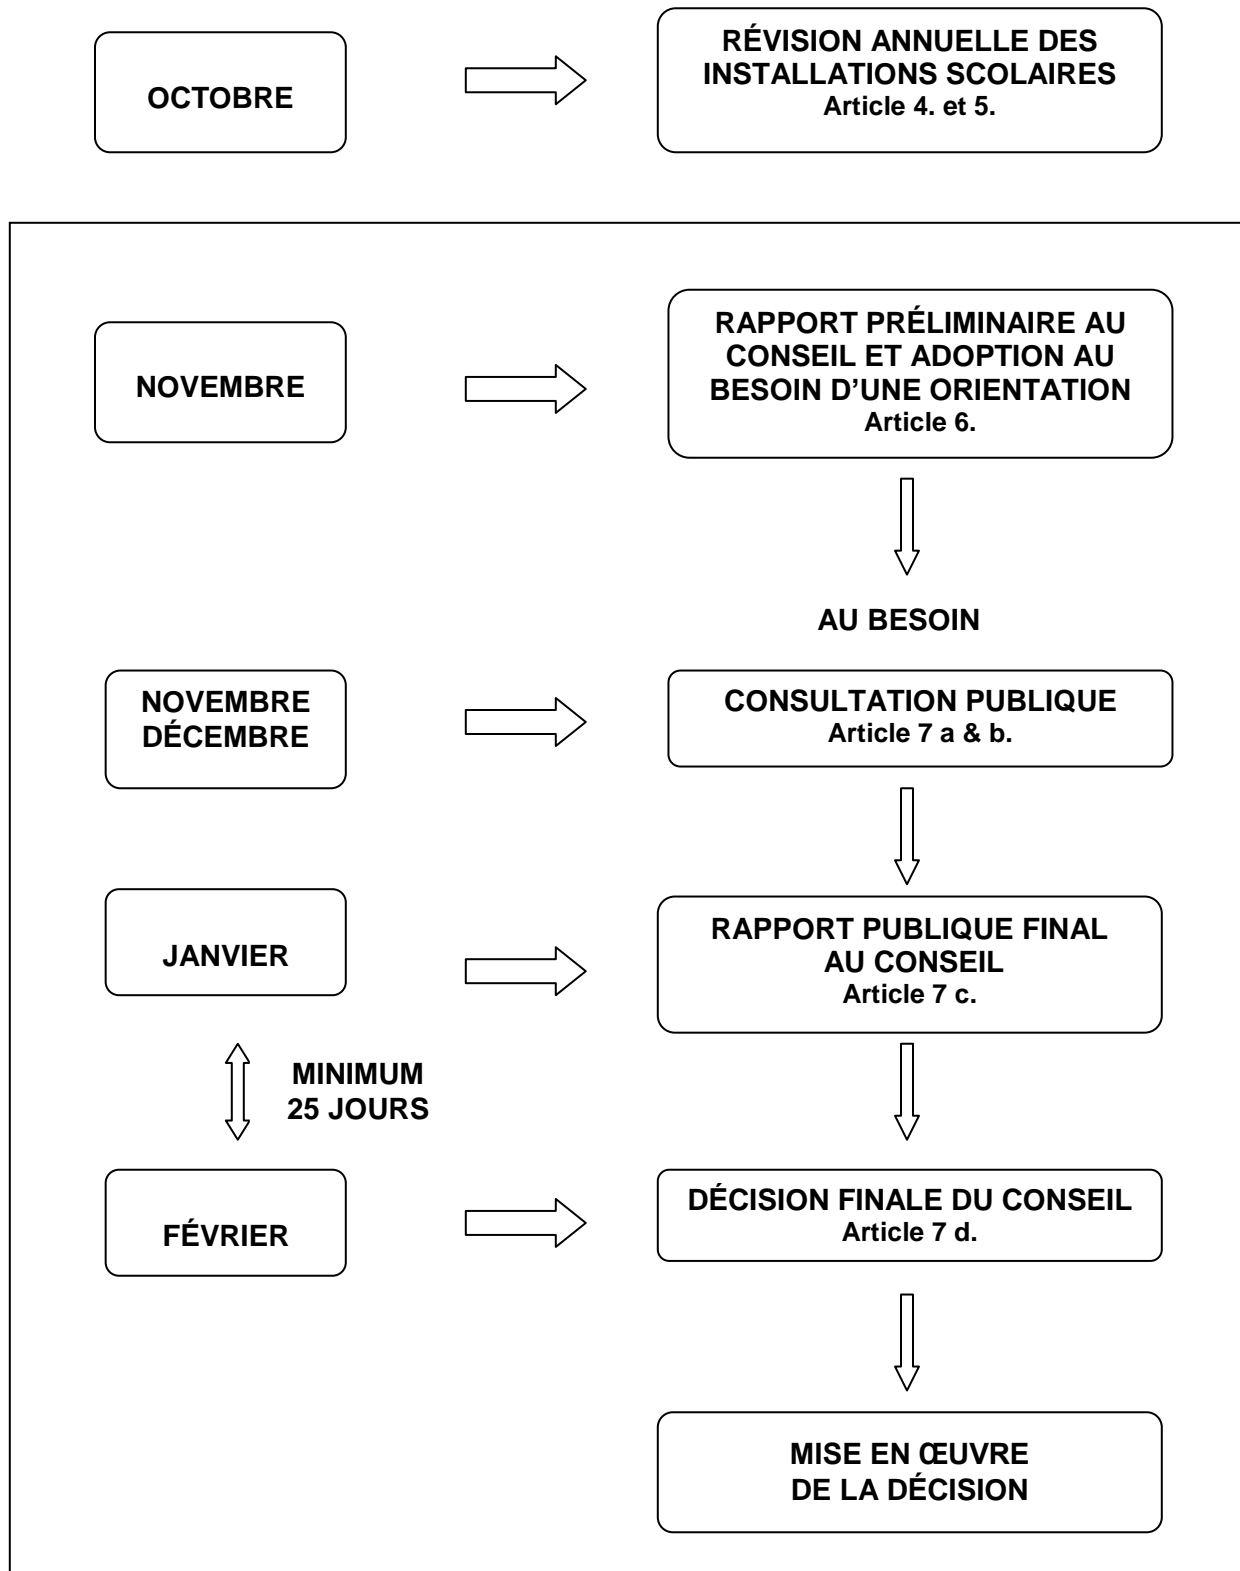 OCTOBRE
RÉVISION ANNUELLE DES
INSTALLATIONS SCOLAIRES
Article 4. et 5.
NOVEMBRE
RAPPORT PRÉLIMINAIRE AU
CONSEIL ET ADOPTION AU
BESOIN D’UNE ORIENTATION
Article 6.
AU BESOIN
NOVEMBRE
DÉCEMBRE
CONSULTATION PUBLIQUE
Article 7 a & b.
JANVIER
RAPPORT PUBLIQUE FINAL
AU CONSEIL
Article 7 c.
MINIMUM
25 JOURS
FÉVRIER
DÉCISION FINALE DU CONSEIL
Article 7 d.
MISE EN ŒUVRE
DE LA DÉCISION